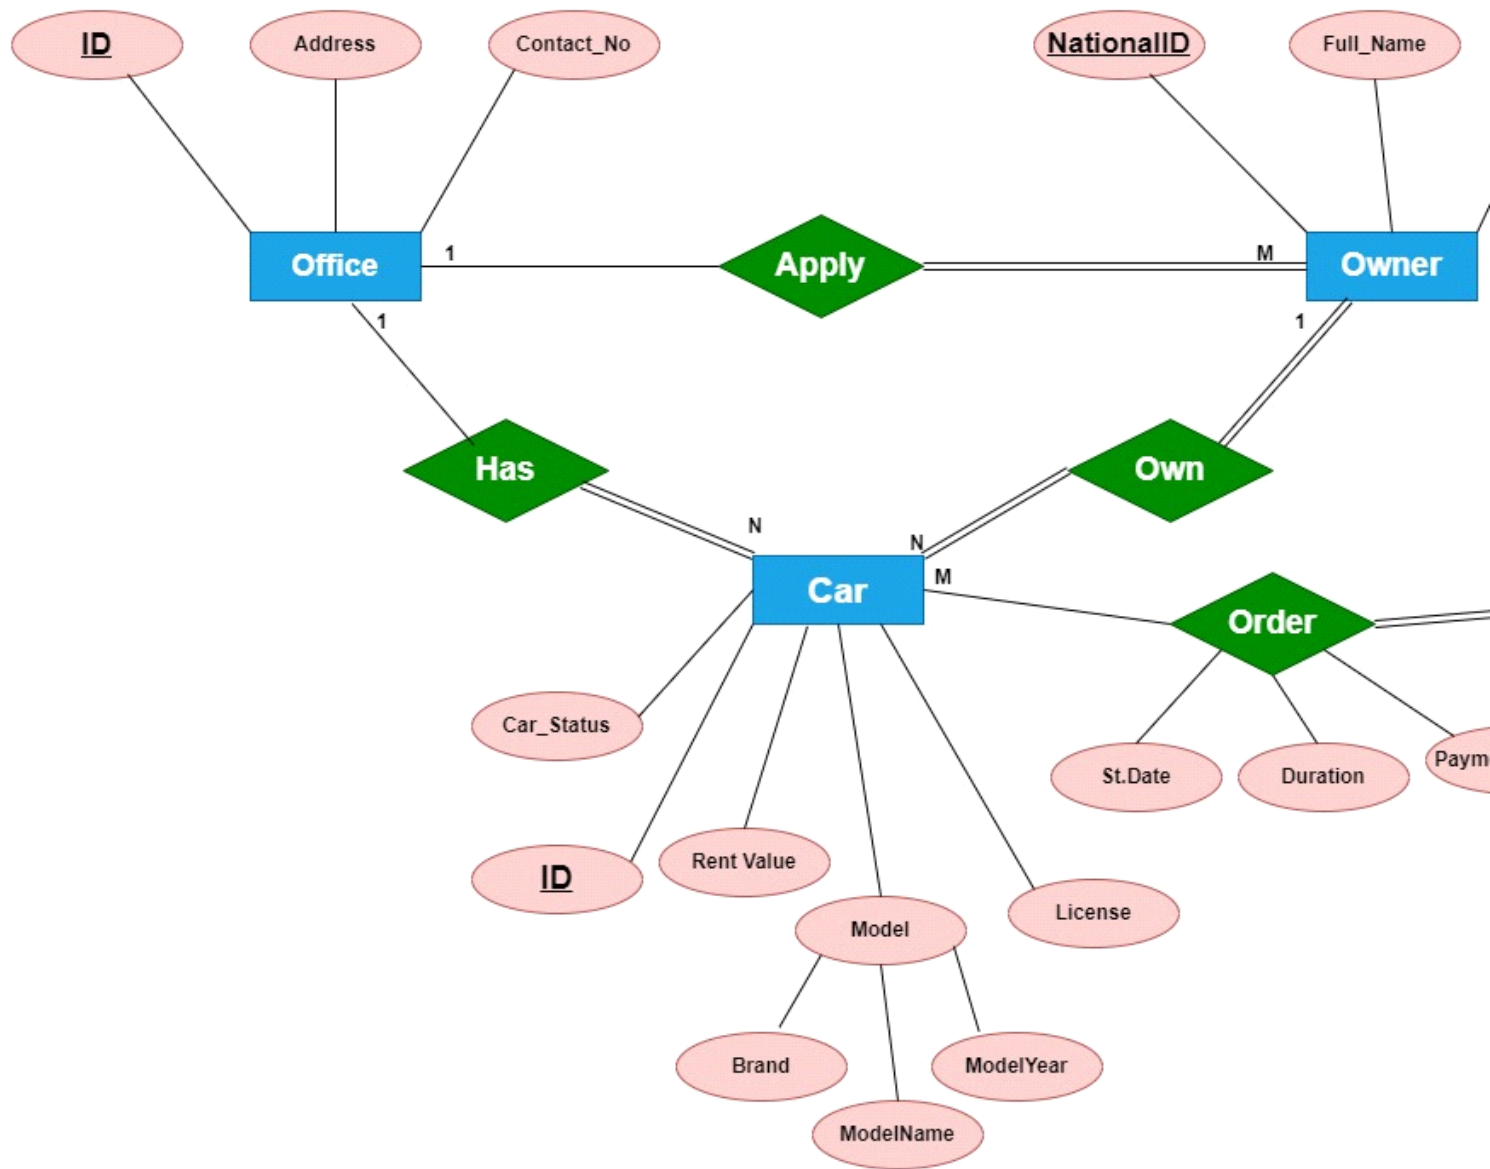 ID
Address
Contact_No
NationalID
Full_Name
Office
1
Apply
M
Owner
1
1
Has
Own
N
N
Car
M
Order
Car_Status
St.Date
Duration
ID
Rent Value
Model
License
Brand
ModelYear
ModelName